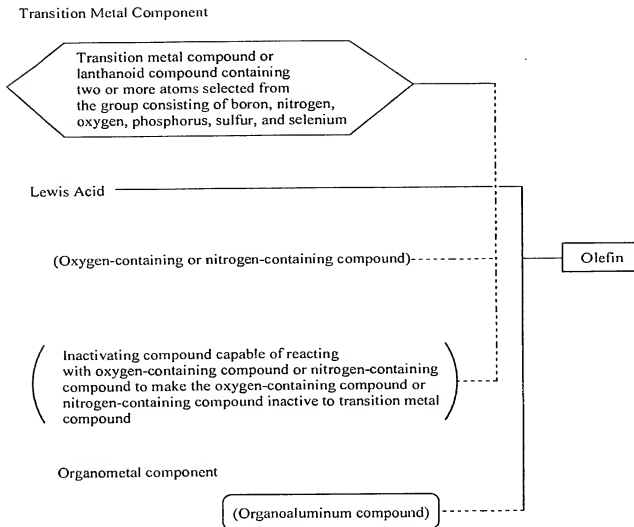 Transition Metal Component
Transition metal compound or
lanthanoid compound containing
two or more atoms selected from
the group consisting of boron, nitrogen,
oxygen, phosphorus, sulfur, and selenium
Lewis Acid
(Oxygen-containing or nitrogen-containing compound)
Olefin
Inactivating compound capable of reacting
with oxygen-containing compound or nitrogen-containing
compound to make the oxygen-containing compound or
nitrogen-containing compound inactive to transition metal
compound
Organometal component
(Organoaluminum compound)